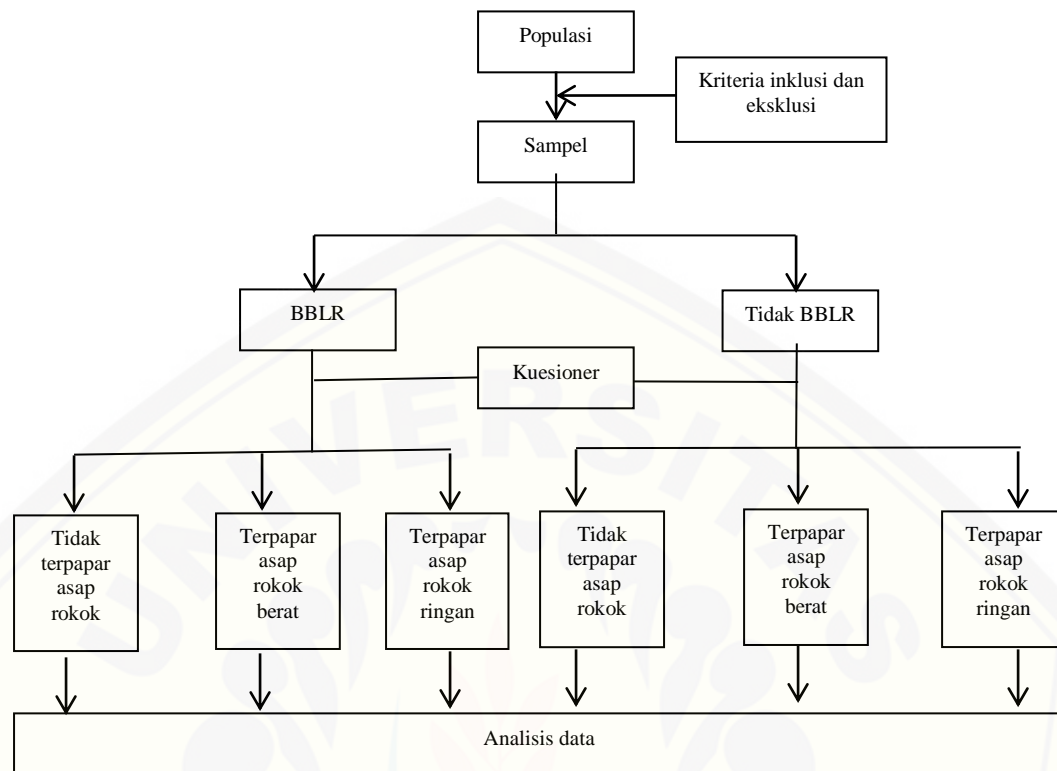 Populasi
Kriteria inklusi dan
eksklusi
Sampel
BBLR
Tidak BBLR
Kuesioner
Tidak
terpapar
asap
rokok
Terpapar
asap
rokok
berat
Terpapar
asap
rokok
ringan
Tidak
terpapar
asap
rokok
Terpapar
asap
rokok
berat
Terpapar
asap
rokok
ringan
Analisis data
UNIVERSITAS